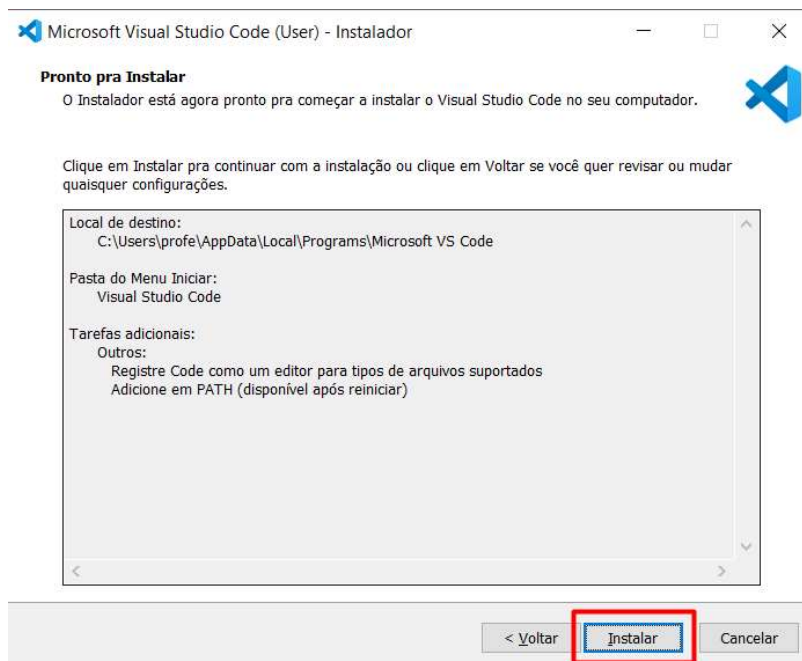 Microsoft Visual Studio Code (User) - Instalador
Pronto pra Instalar
O Instalador está agora pronto pra começar a instalar o Visual Studio Code no seu computador.
Clique em Instalar pra continuar com a instalação ou clique em Voltar se você quer revisar ou mudar
quaisquer configurações.
Local de destino:
C:\Users\profe\AppData\Local\Programs\Microsoft VS Code
Pasta do Menu Iniciar:
Visual Studio Code
Tarefas adicionais:
Outros:
Registre Code como um editor para tipos de arquivos suportados
Adicione em PATH (disponível após reiniciar)
< Voltar Instalar Cancelar